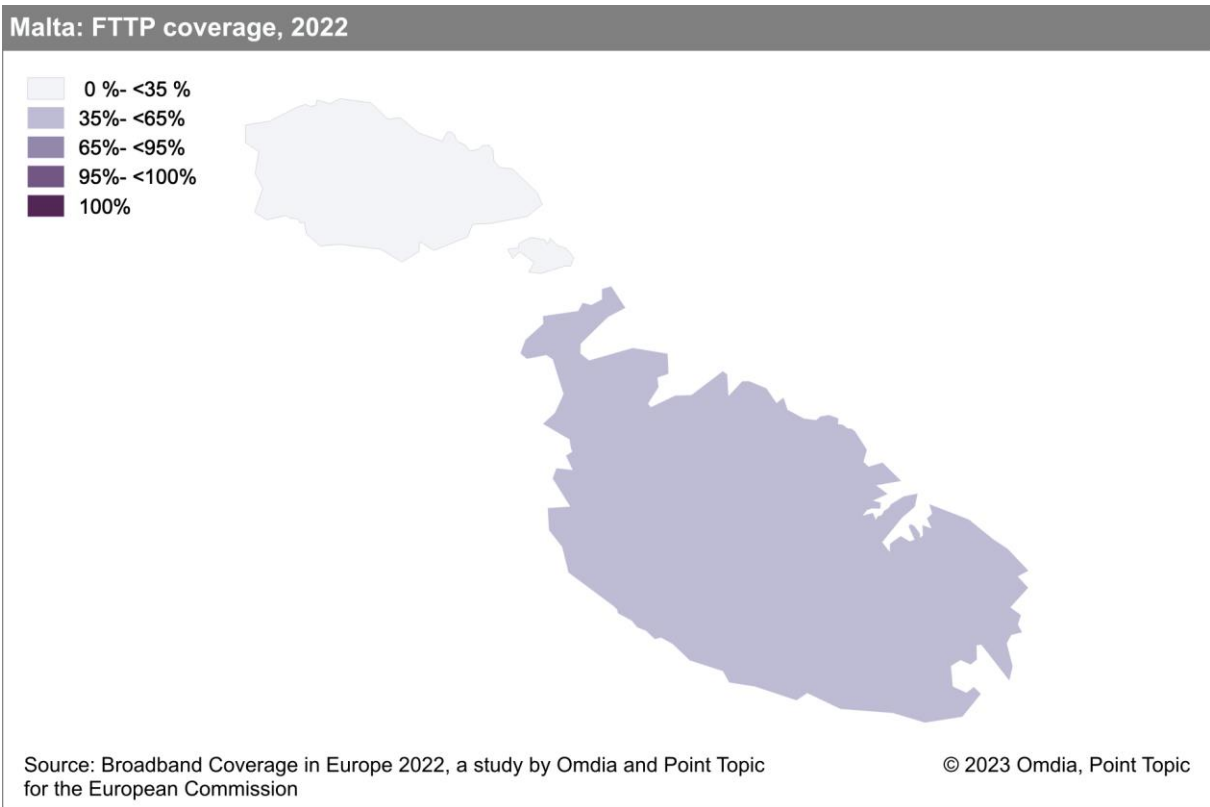 Malta: FTTP coverage, 2022
0 %- <35 %
35%- <65%
65%- <95%
95%- <100%
100%
Source: Broadband Coverage in Europe 2022, a study by Omdia and Point Topic
for the European Commission
© 2023 Omdia, Point Topic